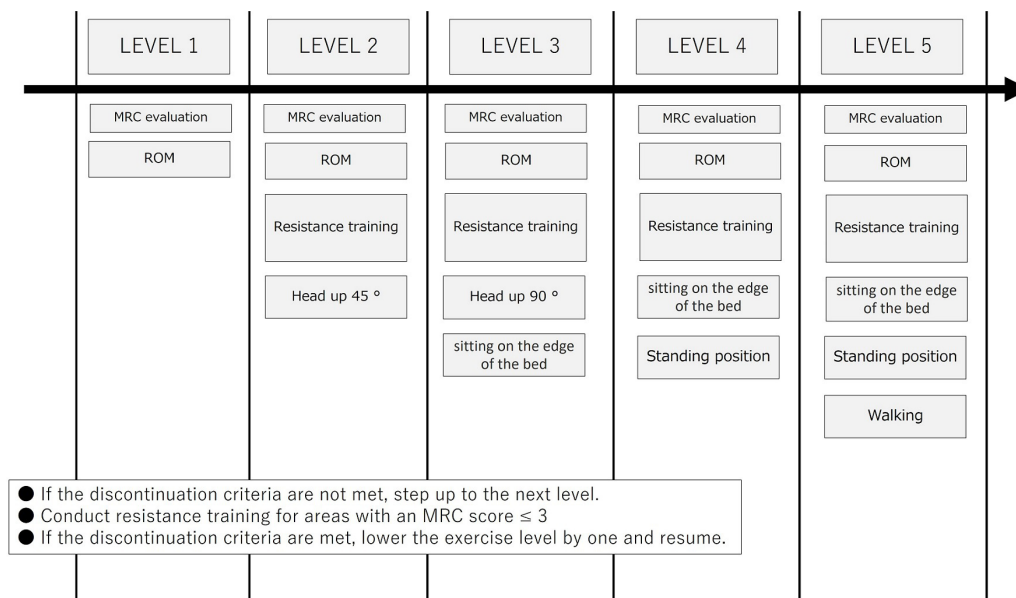 LEVEL 1
LEVEL 2
LEVEL 3
LEVEL 4
LEVEL 5
MRC evaluation
ROM
MRC evaluation
ROM
Resistance training
Head up 45 °
MRC evaluation
ROM
Resistance training
Head up 90 °
sitting on the edge
of the bed
MRC evaluation
ROM
Resistance training
sitting on the edge
of the bed
Standing position
MRC evaluation
ROM
Resistance training
sitting on the edge
of the bed
Standing position
Walking
● If the discontinuation criteria are not met, step up to the next level.
● Conduct resistance training for areas with an MRC score ≤ 3
● If the discontinuation criteria are met, lower the exercise level by one and resume.